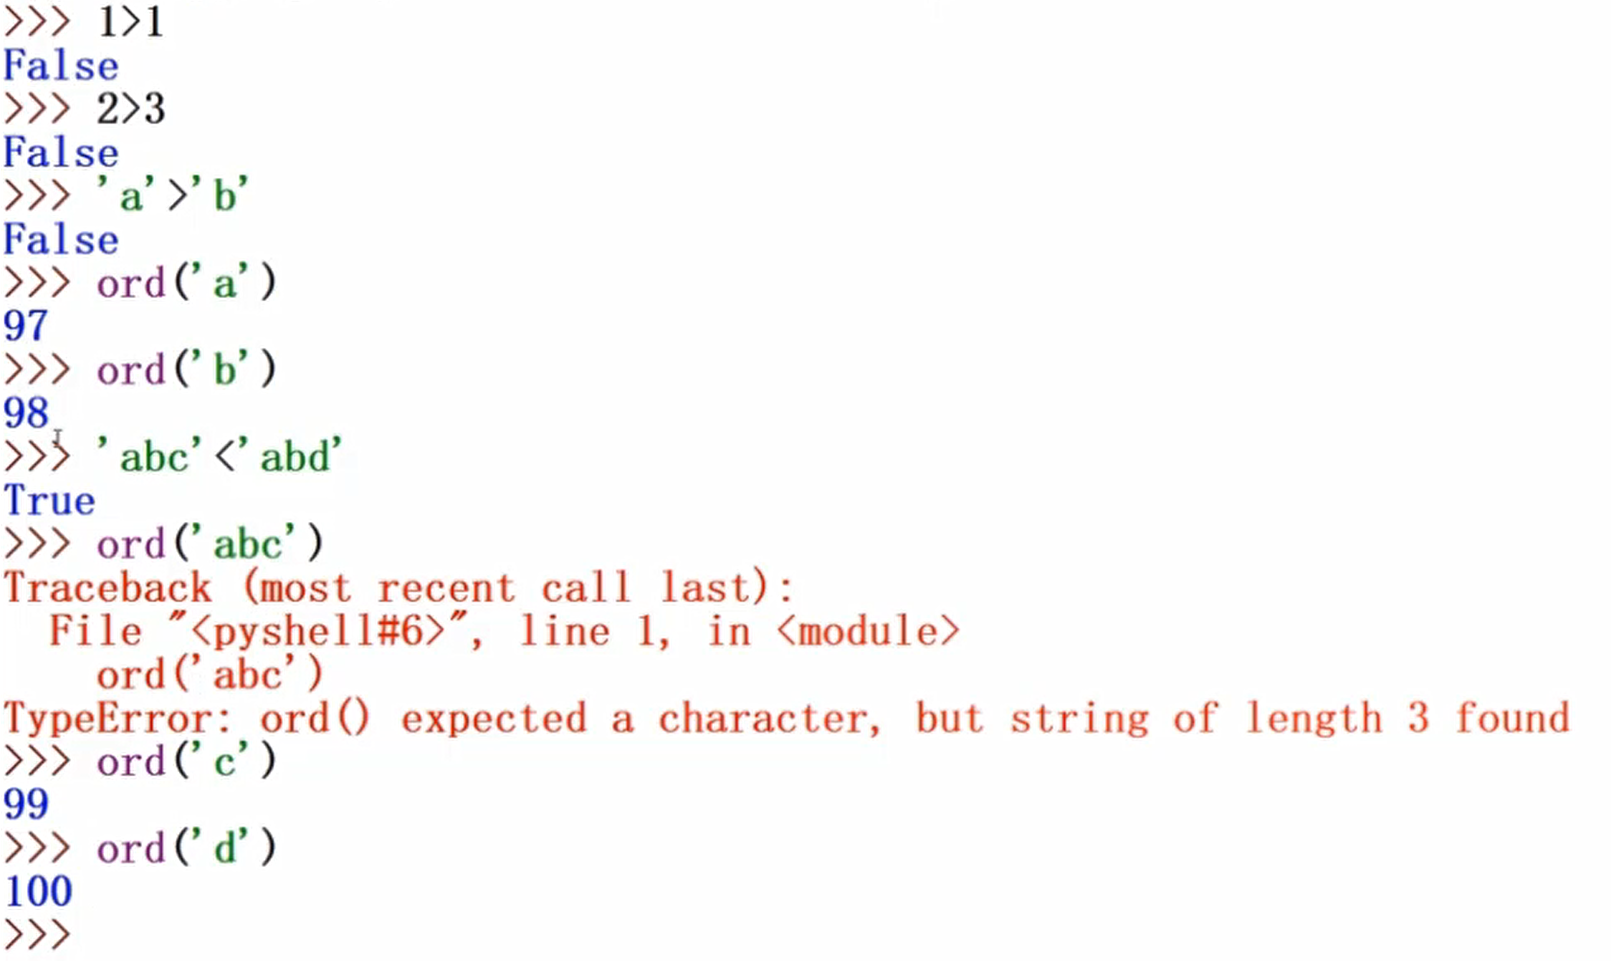 >>> 1>1
False
>>> 2>3
False
>>> 'a'>'b'
False
>>> ord('a')
97
>>> ord('b')
98
>>> 'abc'<'abd'
True
>>> ord('abc')
Traceback (most recent call last):
  File "<pyshell#6>", line 1, in <module>
    ord('abc')
TypeError: ord() expected a character, but string of length 3 found
>>> ord('c')
99
>>> ord('d')
100
>>>